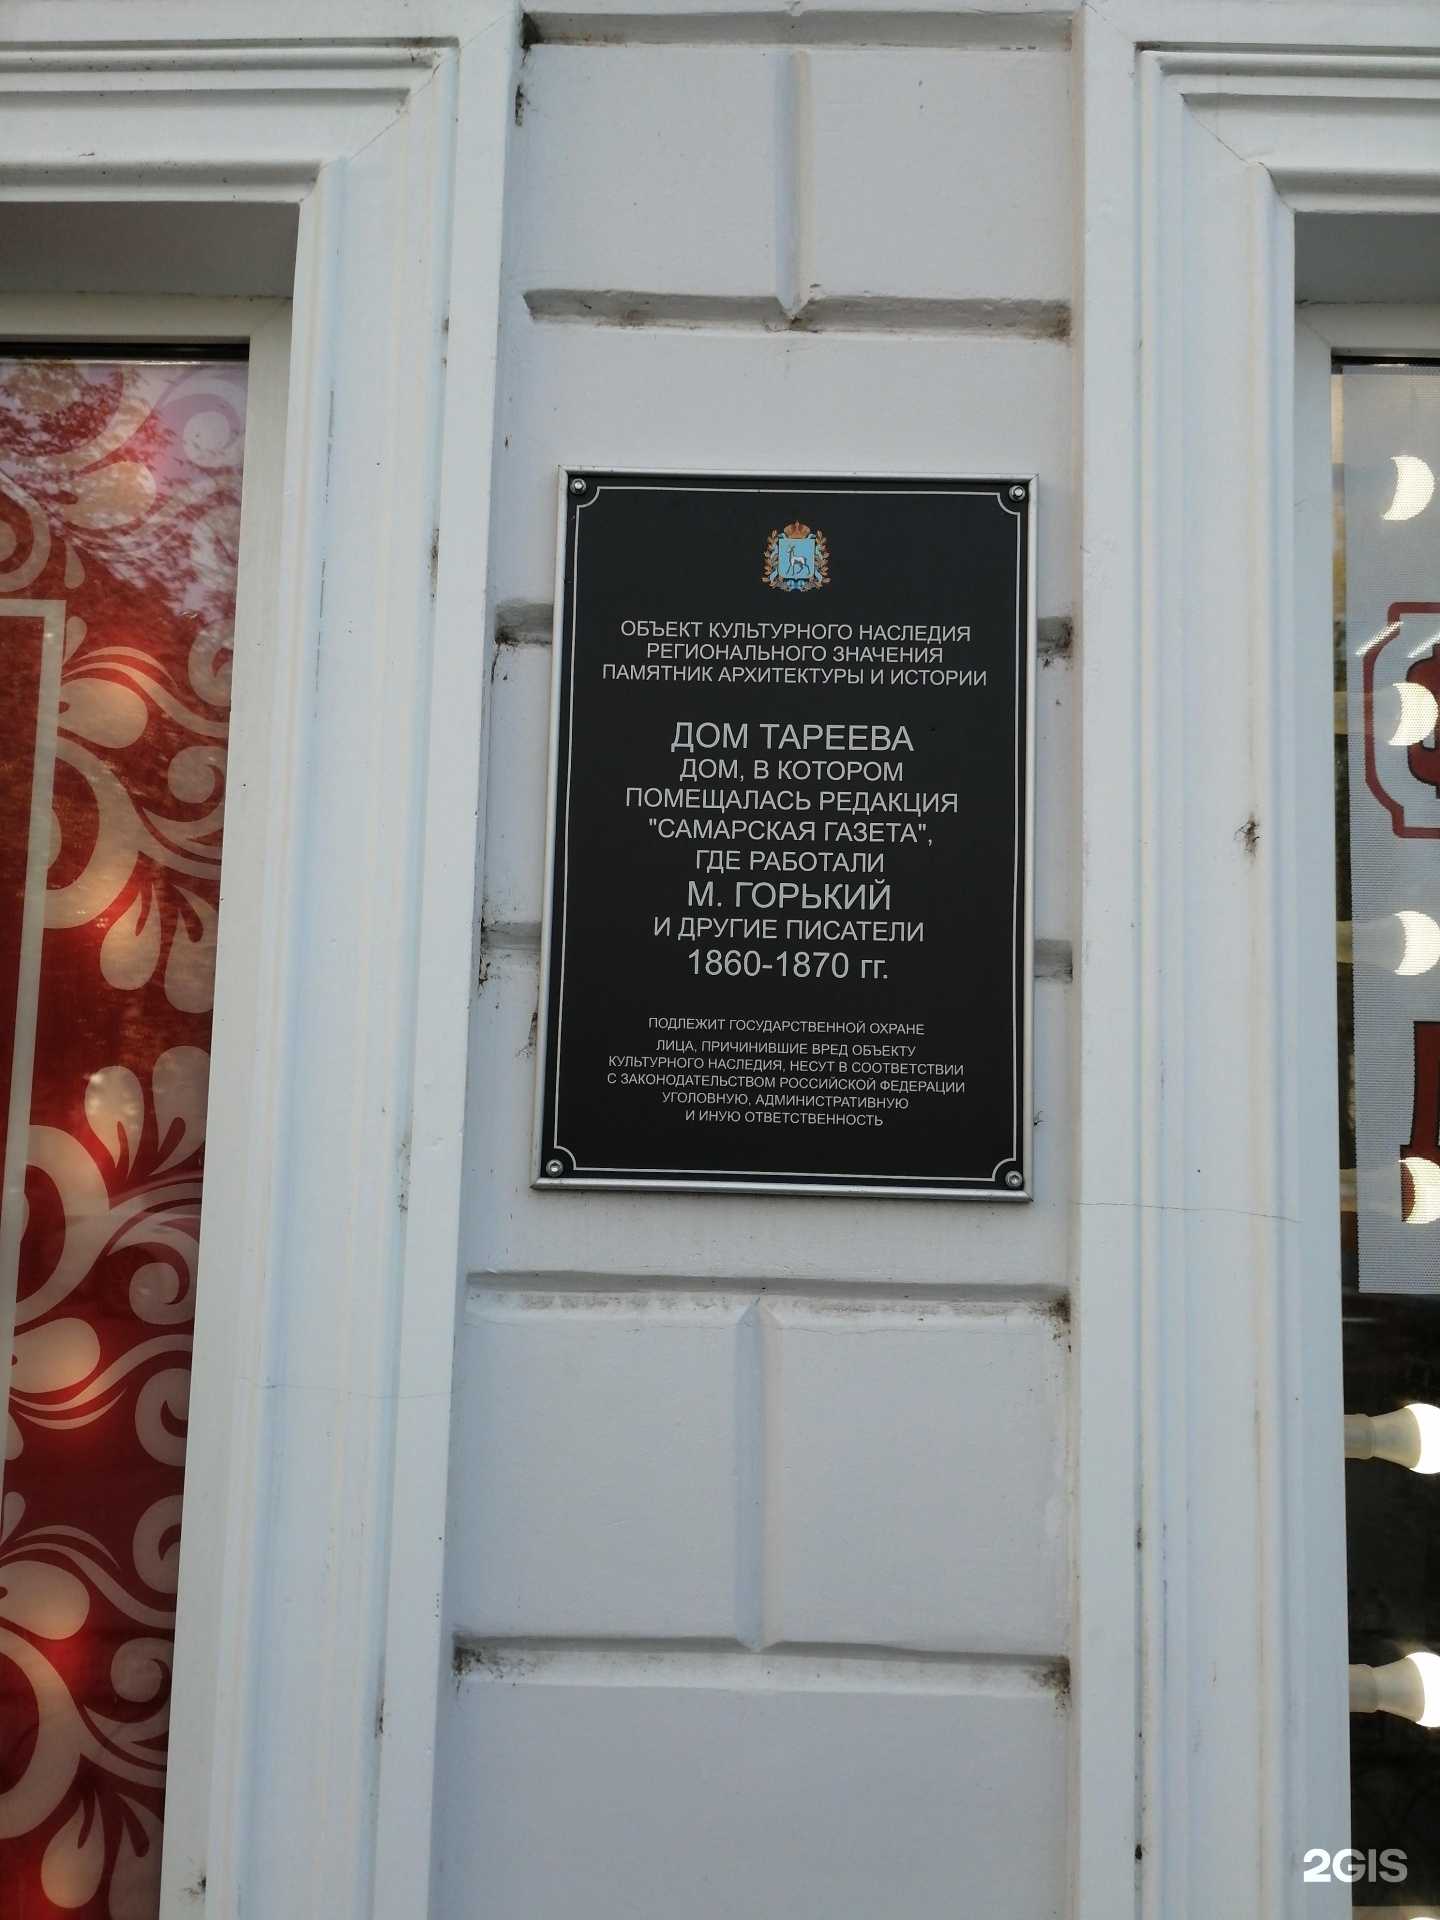 ОБЪЕКТ КУЛЬТУРНОГО НАСЛЕДИЯ
РЕГИОНАЛЬНОГО ЗНАЧЕНИЯ
ПАМЯТНИК АРХИТЕКТУРЫ И ИСТОРИИ
ДОМ ТАРЕЕВА
ДОМ, В КОТОРОМ
ПОМЕЩАЛАСЬ РЕДАКЦИЯ
"САМАРСКАЯ ГАЗЕТА",
ГДЕ РАБОТАЛИ
М. ГОРЬКИЙ
И ДРУГИЕ ПИСАТЕЛИ
1860-1870 гг.
ПОДЛЕЖИТ ГОСУДАРСТВЕННОЙ ОХРАНЕ
ЛИЦА, ПРИЧИНИВШИЕ ВРЕД ОБЪЕКТУ
КУЛЬТУРНОГО НАСЛЕДИЯ, НЕСУТ В СООТВЕТСТВИИ
С ЗАКОНОДАТЕЛЬСТВОМ РОССИЙСКОЙ ФЕДЕРАЦИИ
УГОЛОВНУЮ, АДМИНИСТРАТИВНУЮ
И ИНУЮ ОТВЕТСТВЕННОСТЬ
2GIS